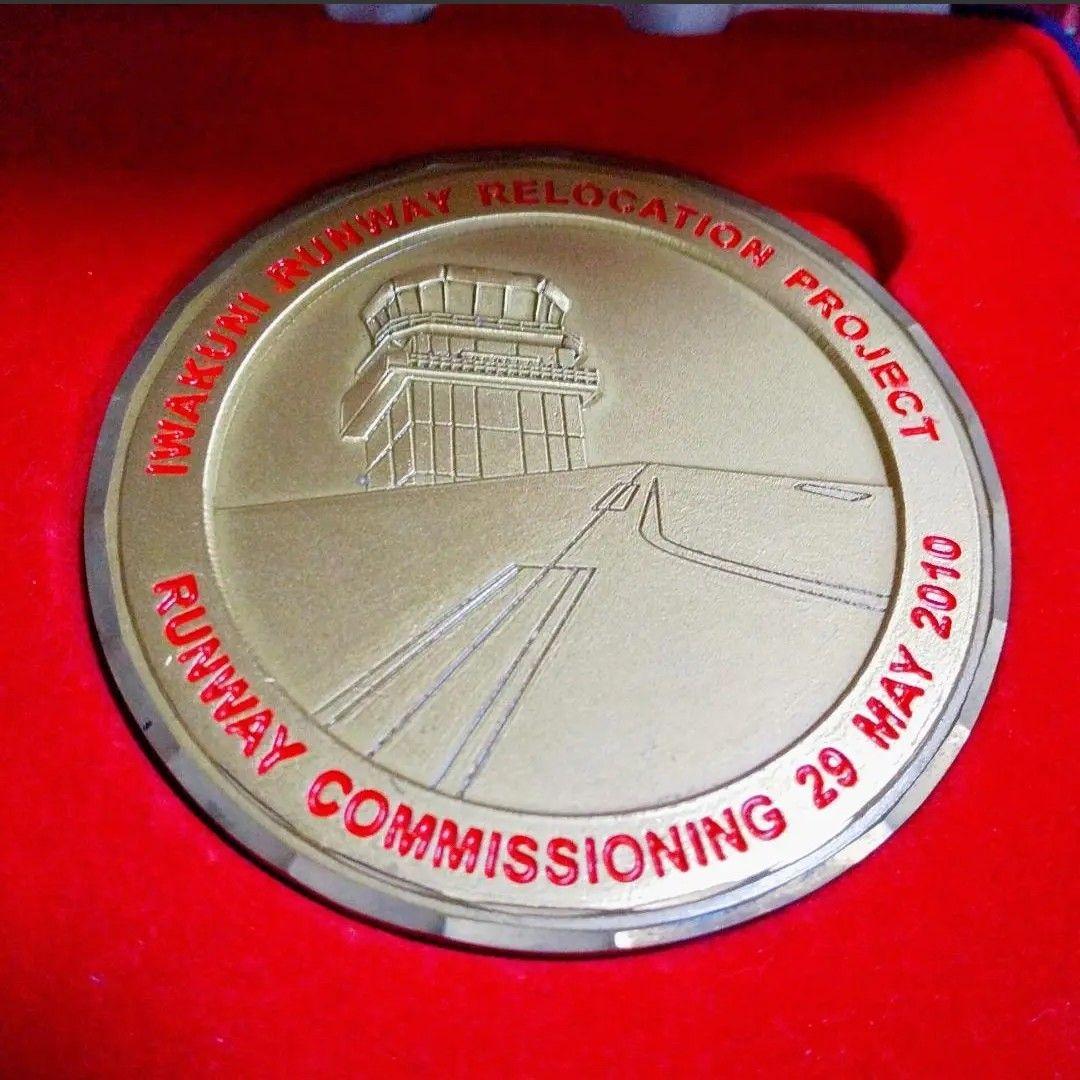 IWAKUNI RUNWAY RELOCATION PROJECT
RUNWAY COMMISSIONING 29 MAY 2010